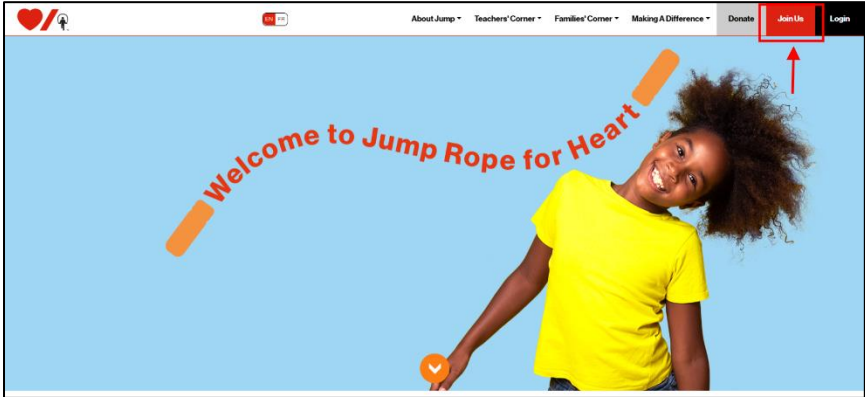 EN FR
About Jump Teachers' Corner Families' Corner Making A Difference Donate Join Us Login
Welcome to Jump Rope for Heart